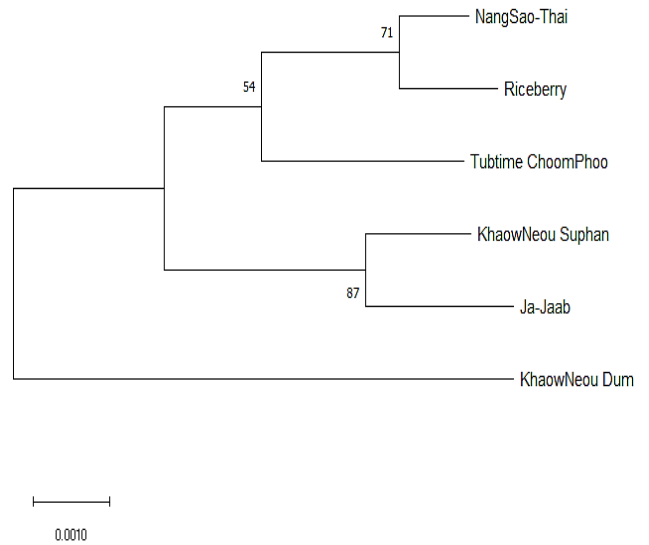 NangSao-Thai
71
Riceberry
54
Tubtime ChoomPhoo
KhaowNeou Suphan
87
Ja-Jaab
KhaowNeou Dum
0.0010